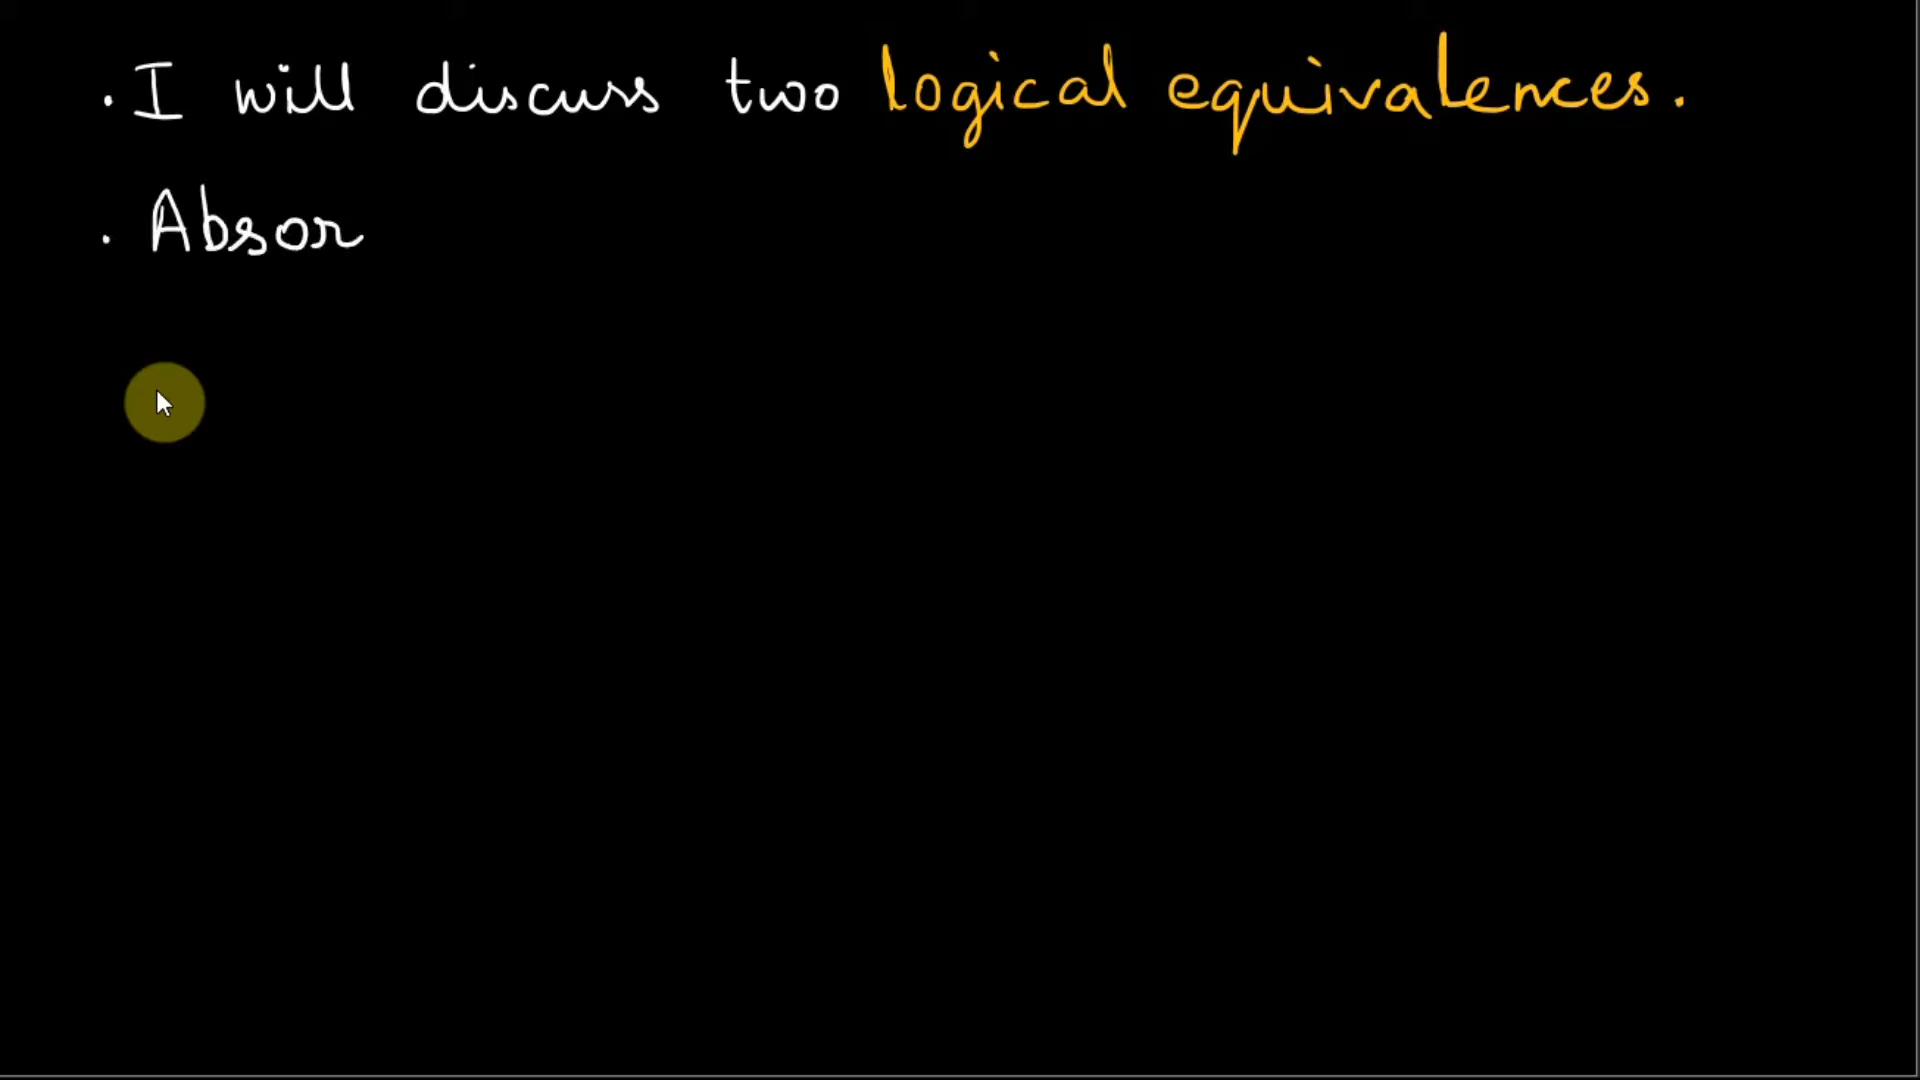 . I will discuss two logical equivalences.
. Absor